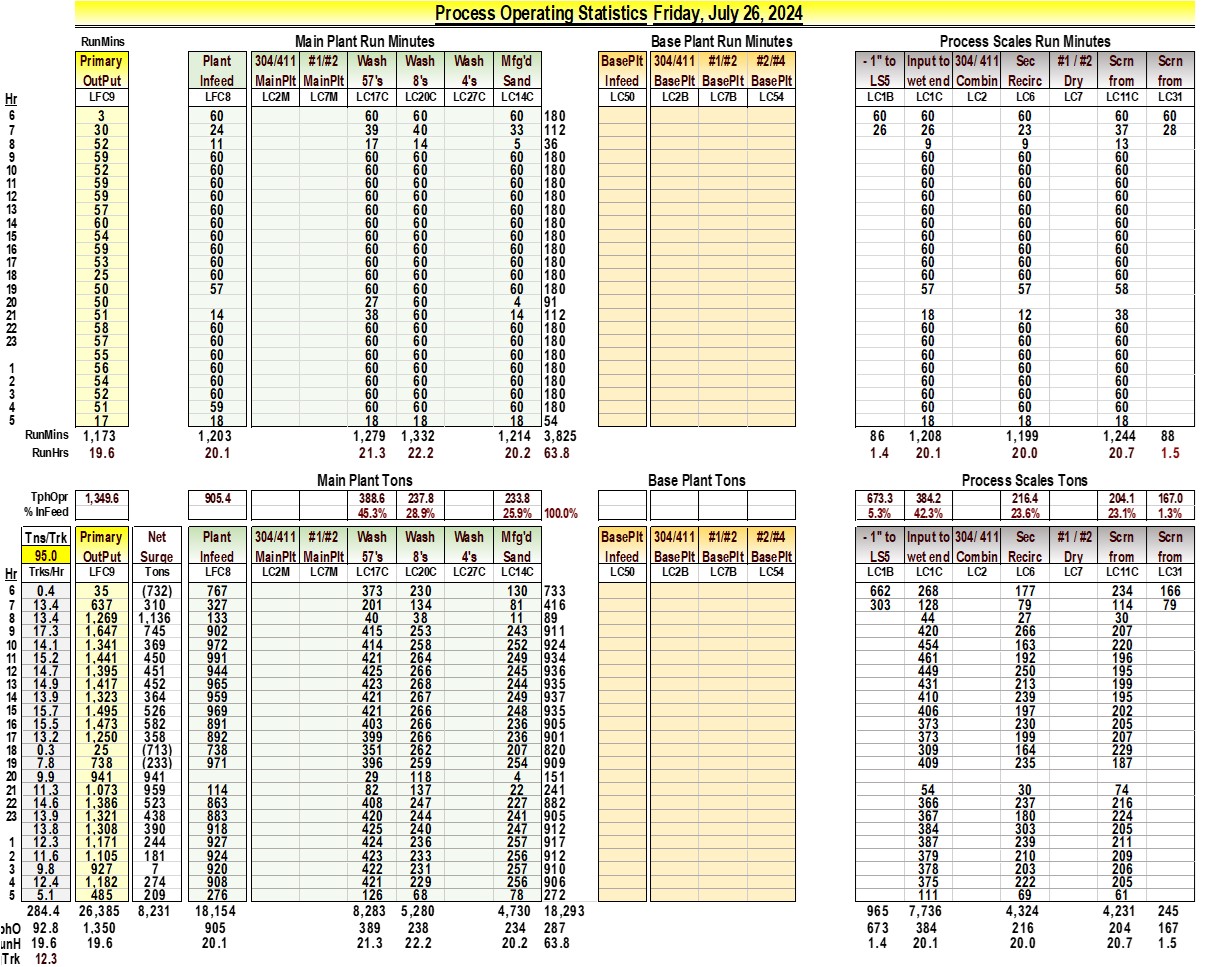 Process Operating Statistics Friday, July 26, 2024
RunMins Main Plant Run Minutes Base Plant Run Minutes Process Scales Run Minutes
Primary Plant 304/411 #1/#2 Wash Wash Wash Mfg'd BasePlt 304/411 #1/#2 #2/#4 - 1" to Input to 304/ 411 Sec #1 / #2 Scrn Scrn
OutPut Infeed MainPlt MainPlt 57's 8's 4's Sand Infeed BasePlt BasePlt BasePlt LS5 wet end Combin Recirc Dry from from
Hr LFC9 LFC8 LC2M LC7M LC17C LC20C LC27C LC14C LC50 LC2B LC7B LC54 LC1B LC1C LC2 LC6 LC7 LC11C LC31
6 3 60 60 60 60 180 60 60 60 60 60
7 30 24 39 40 33 112 26 26 23 37 28
8 52 11 17 14 5 36 9 9 13
9 59 60 60 60 60 180 60 60 60
10 52 60 60 60 60 180 60 60 60
11 59 60 60 60 60 180 60 60 60
12 59 60 60 60 60 180 60 60 60
13 57 60 60 60 60 180 60 60 60
14 60 60 60 60 60 180 60 60 60
15 54 60 60 60 60 180 60 60 60
16 59 60 60 60 60 180 60 60 60
17 53 60 60 60 60 180 60 60 60
18 25 60 60 60 60 180 60 60 60
19 50 57 60 60 60 180 57 57 58
20 50 27 60 4 91
21 51 14 38 60 14 112 18 12 38
22 58 60 60 60 60 180 60 60 60
23 57 60 60 60 60 180 60 60 60
55 60 60 60 60 180 60 60 60
1 56 60 60 60 60 180 60 60 60
2 54 60 60 60 60 180 60 60 60
3 52 60 60 60 60 180 60 60 60
4 51 59 60 60 60 180 60 60 60
5 17 18 18 18 18 54 18 18 18
RunMins 1,173 1,203 1,279 1,332 1,214 3,825 86 1,208 1,199 1,244 88
RunHrs 19.6 20.1 21.3 22.2 20.2 63.8 1.4 20.1 20.0 20.7 1.5
Main Plant Tons Base Plant Tons Process Scales Tons
TphOpr 1,349.6 905.4 388.6 237.8 233.8 673.3 384.2 216.4 204.1 167.0
% InFeed 45.3% 28.9% 25.9% 100.0% 5.3% 42.3% 23.6% 23.1% 1.3%
Tns/Trk Primary Net Plant 304/411 #1/#2 Wash Wash Wash Mfg'd BasePlt 304/411 #1/#2 #2/#4 - 1" to Input to 304/ 411 Sec #1 / #2 Scrn Scrn
95.0 OutPut Surge Infeed MainPlt MainPlt 57's 8's 4's Sand Infeed BasePlt BasePlt BasePlt LS5 wet end Combin Recirc Dry from from
Hr Trks/Hr LFC9 Tons LFC8 LC2M LC7M LC17C LC20C LC27C LC14C LC50 LC2B LC7B LC54 LC1B LC1C LC2 LC6 LC7 LC11C LC31
6 0.4 35 (732) 767 373 230 130 733 662 268 177 234 166
7 13.4 637 310 327 201 134 81 416 303 128 79 114 79
8 13.4 1,269 1,136 133 40 38 11 89 44 27 30
9 17.3 1,647 745 902 415 253 243 911 420 266 207
10 14.1 1,341 369 972 414 258 252 924 454 163 220
11 15.2 1,441 450 991 421 264 249 934 461 192 196
12 14.7 1,395 451 944 425 266 245 936 449 250 195
13 14.9 1,417 452 965 423 268 244 935 431 213 199
14 13.9 1,323 364 959 421 267 249 937 410 239 195
15 15.7 1,495 526 969 421 266 248 935 406 197 202
16 15.5 1,473 582 891 403 266 236 905 373 230 205
17 13.2 1,250 358 892 399 266 236 901 373 199 207
18 0.3 25 (713) 738 351 262 207 820 309 164 229
19 7.8 738 (233) 971 396 259 254 909 409 235 187
20 9.9 941 941 29 118 4 151
21 11.3 1,073 959 114 82 137 22 241 54 30 74
22 14.6 1,386 523 863 408 247 227 882 366 237 216
23 13.9 1,321 438 883 420 244 241 905 367 180 224
13.8 1,308 390 918 425 240 247 912 384 303 205
1 12.3 1,171 244 927 424 236 257 917 387 239 211
2 11.6 1,105 181 924 423 233 256 912 379 210 209
3 9.8 927 7 920 422 231 257 910 378 203 206
4 12.4 1,182 274 908 421 229 256 906 375 222 205
5 5.1 485 209 276 126 68 78 272 111 69 61
284.4 26,385 8,231 18,154 8,283 5,280 4,730 18,293 965 7,736 4,324 4,231 245
phO 92.8 1,350 905 389 238 234 287 673 384 216 204 167
unH 19.6 19.6 20.1 21.3 22.2 20.2 63.8 1.4 20.1 20.0 20.7 1.5
Trk 12.3